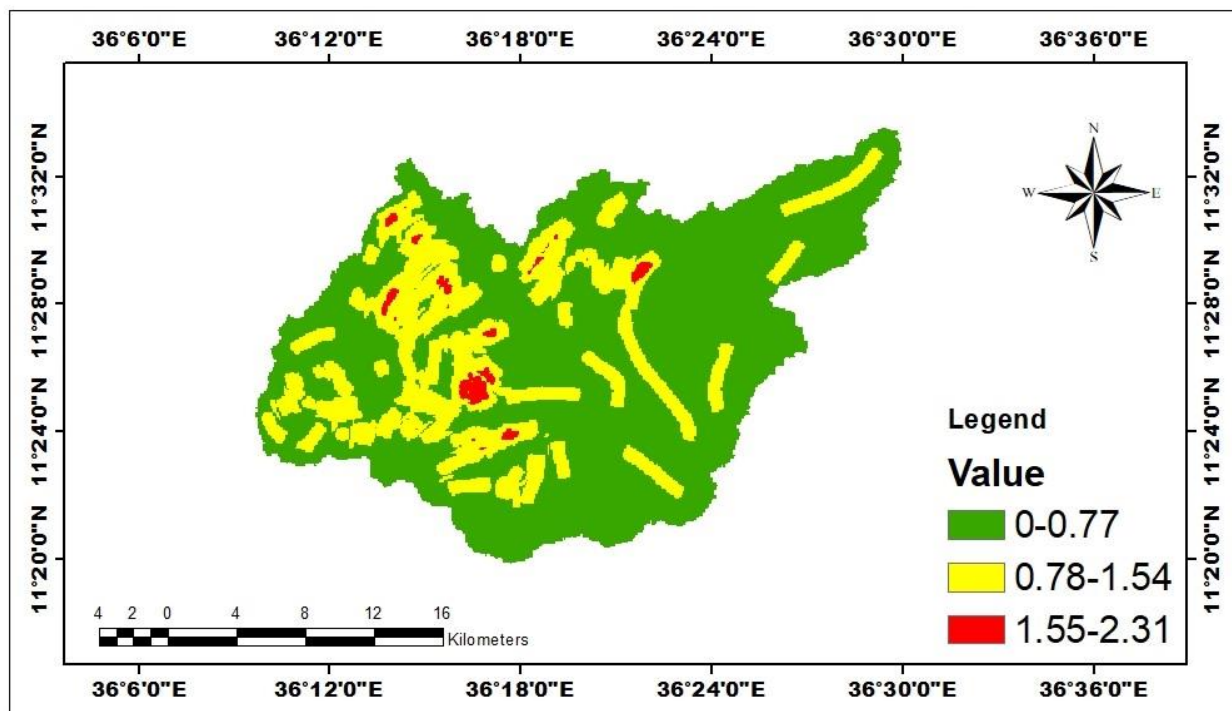 36°6'0"E 36°12'0"E 36°18'0"E 36°24'0"E 36°30'0"E 36°36'0"E
11°32'0"N 11°32'0"N
11°28'0"N 11°28'0"N
11°24'0"N 11°24'0"N
11°20'0"N 11°20'0"N
N
W E
S
Legend
Value
0-0.77
0.78-1.54
1.55-2.31
4 2 0 4 8 12 16
Kilometers
36°6'0"E 36°12'0"E 36°18'0"E 36°24'0"E 36°30'0"E 36°36'0"E